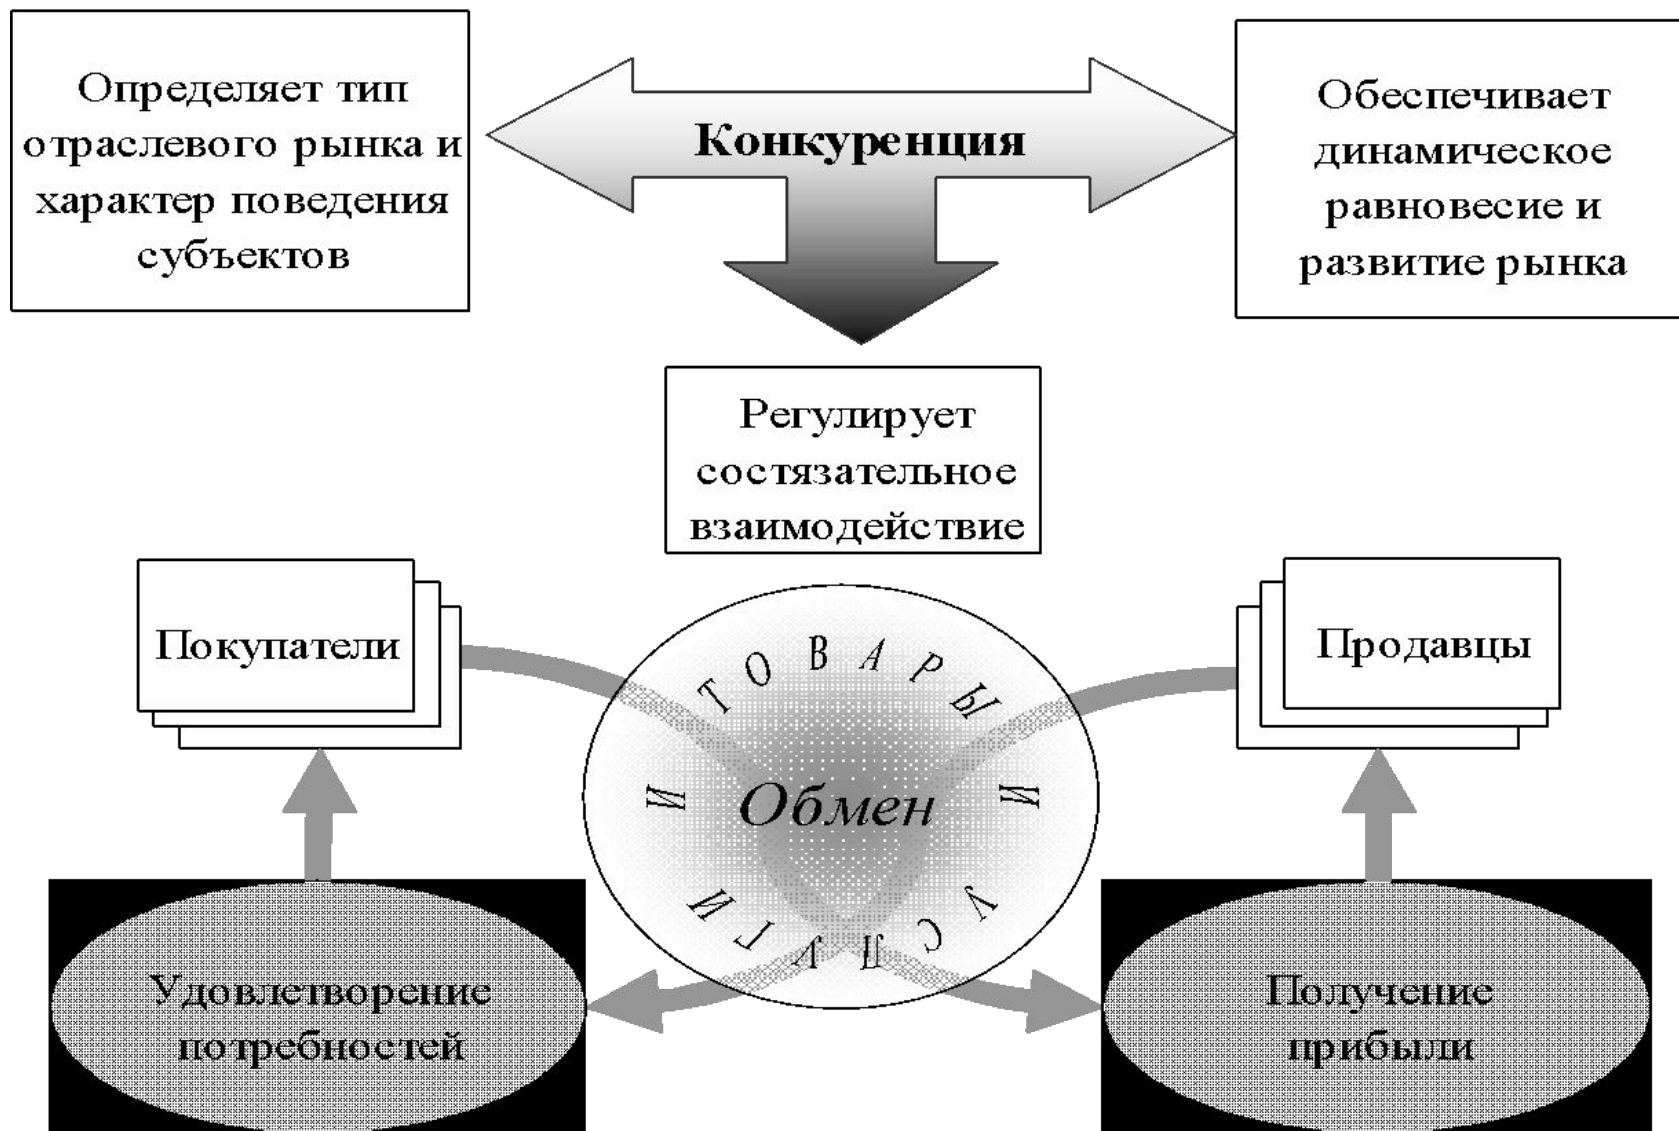 Определяет тип
отраслевого рынка и
характер поведения
субъектов
Конкуренция
Обеспечивает
динамическое
равновесие и
развитие рынка
Регулирует
состязательное
взаимодействие
Покупатели
Продавцы
И ТОВАРЫ И УСЛУГИ
Обмен
Удовлетворение
потребностей
Получение
прибыли